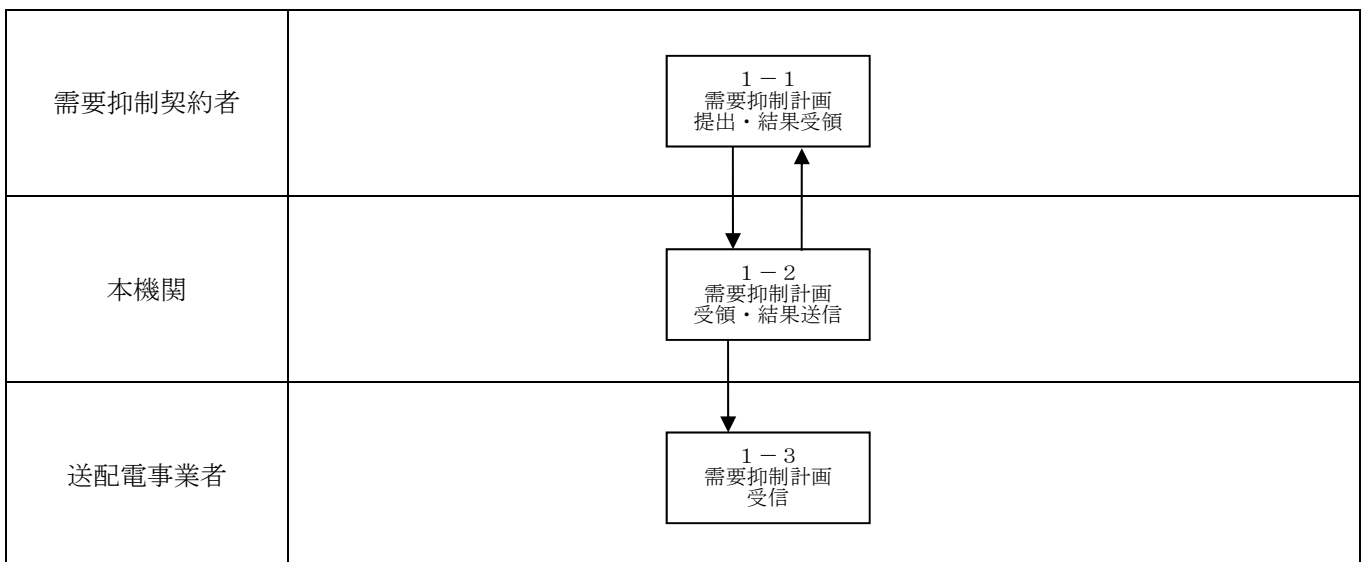 需要抑制契約者
1－1
需要抑制計画
提出・結果受領
本機関
1－2
需要抑制計画
受領・結果送信
送配電事業者
1－3
需要抑制計画
受信